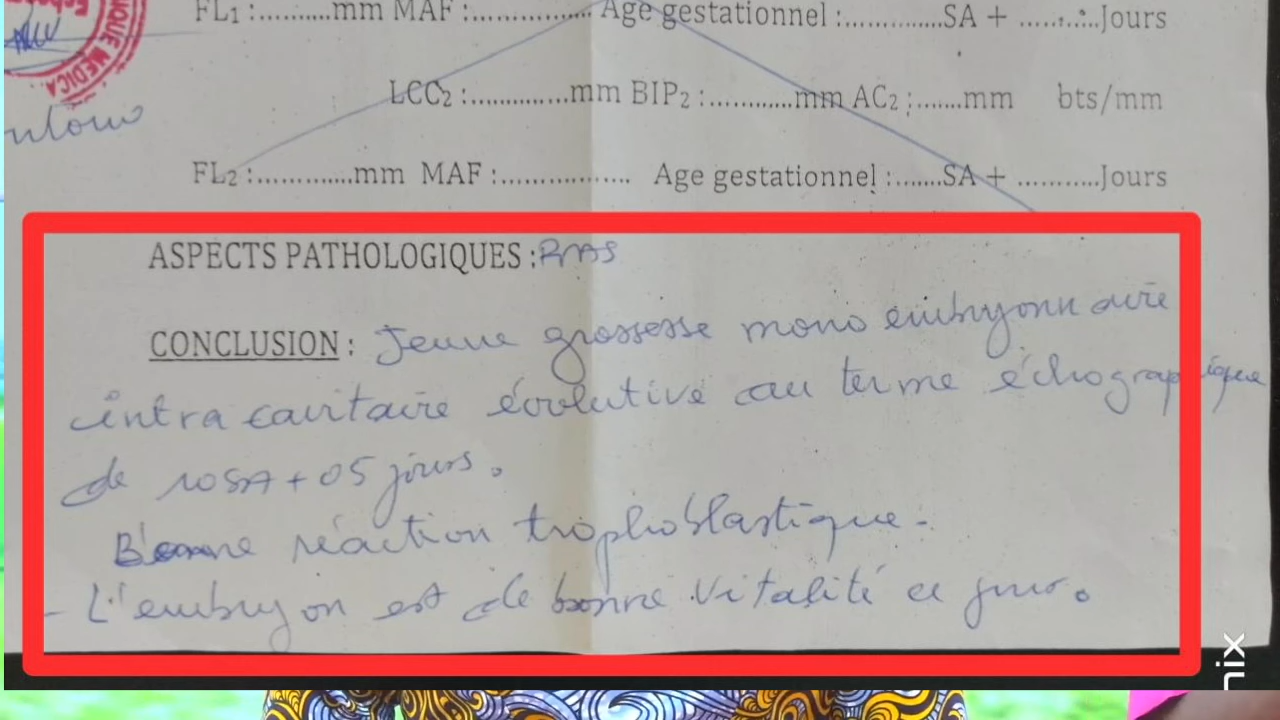 FL1 :...........mm MAF :.................. Age gestationnel :..............SA + ............Jours
MEDICA
LCC2 :..............mm BIP2 :............mm AC2 :.......mm bts/mm
FL2 :..............mm MAF :.................... Age gestationnel :.......SA + ............Jours
ASPECTS PATHOLOGIQUES : RAS
CONCLUSION : Jeune grossesse mono embryonnaire
intra cavitaire évolutive au terme échographique
de 10SA + 05 jours.
Bonne réaction trophoblastique.
- L'embryon est de bonne vitalité ce jour.
nix